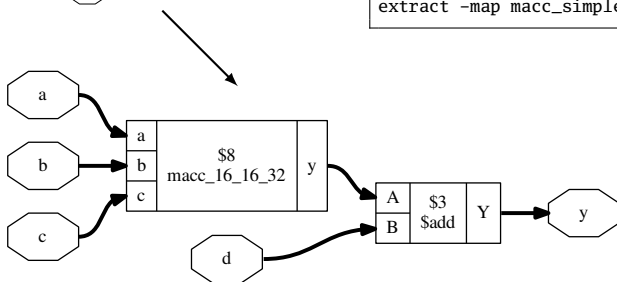 extract -map macc_simple
a
b
c
a
b
c
$8
macc_16_16_32
y
d
A
B
$3
$add
Y
y